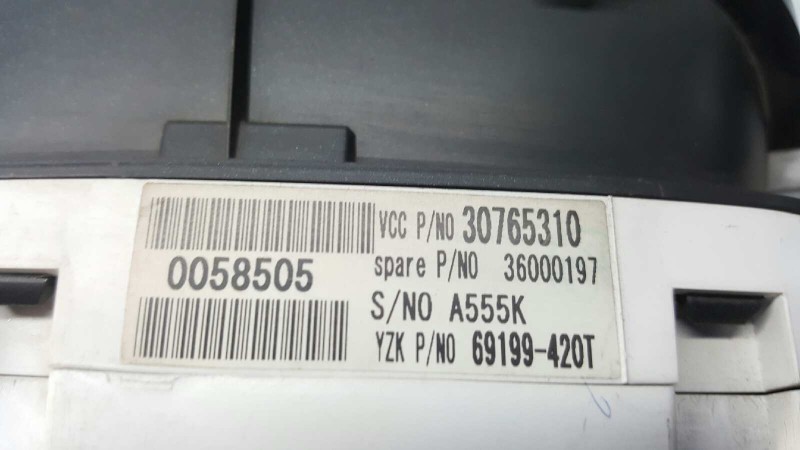 VCC P/NO 30765310
spare P/NO 36000197
0058505
S/NO A555K
YZK P/NO 69199-420T